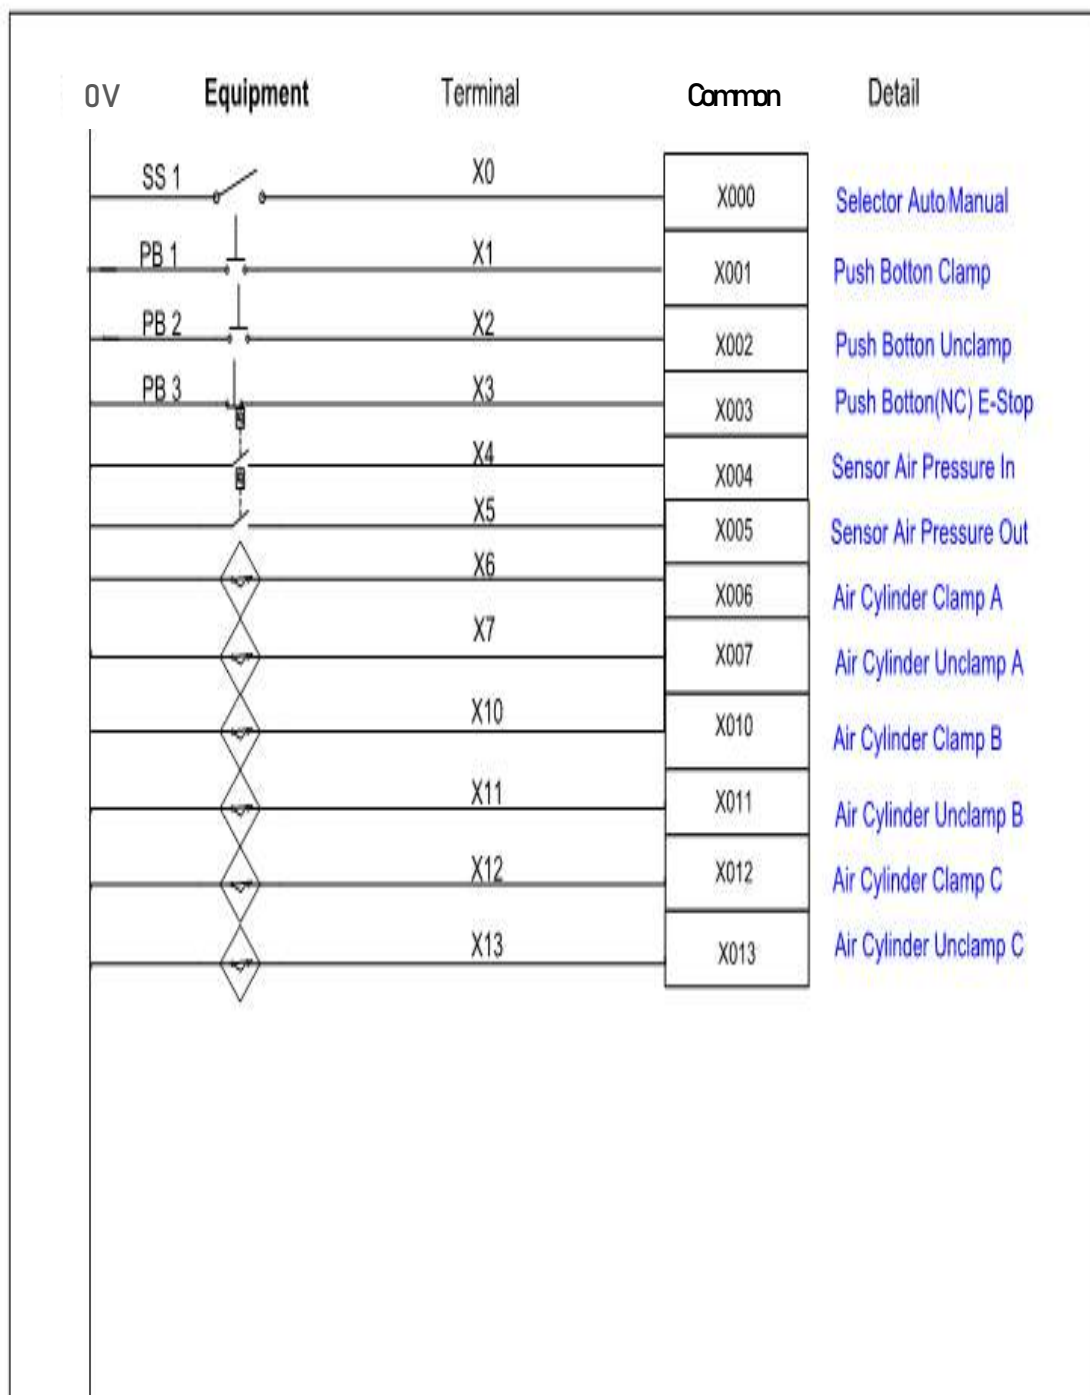 0V Equipment Terminal Common Detail
SS 1 X0 X000 Selector Auto/Manual
PB 1 X1 X001 Push Botton Clamp
PB 2 X2 X002 Push Botton Unclamp
PB 3 X3 X003 Push Botton(NC) E-Stop
X4 X004 Sensor Air Pressure In
X5 X005 Sensor Air Pressure Out
X6 X006 Air Cylinder Clamp A
X7 X007 Air Cylinder Unclamp A
X10 X010 Air Cylinder Clamp B
X11 X011 Air Cylinder Unclamp B
X12 X012 Air Cylinder Clamp C
X13 X013 Air Cylinder Unclamp C